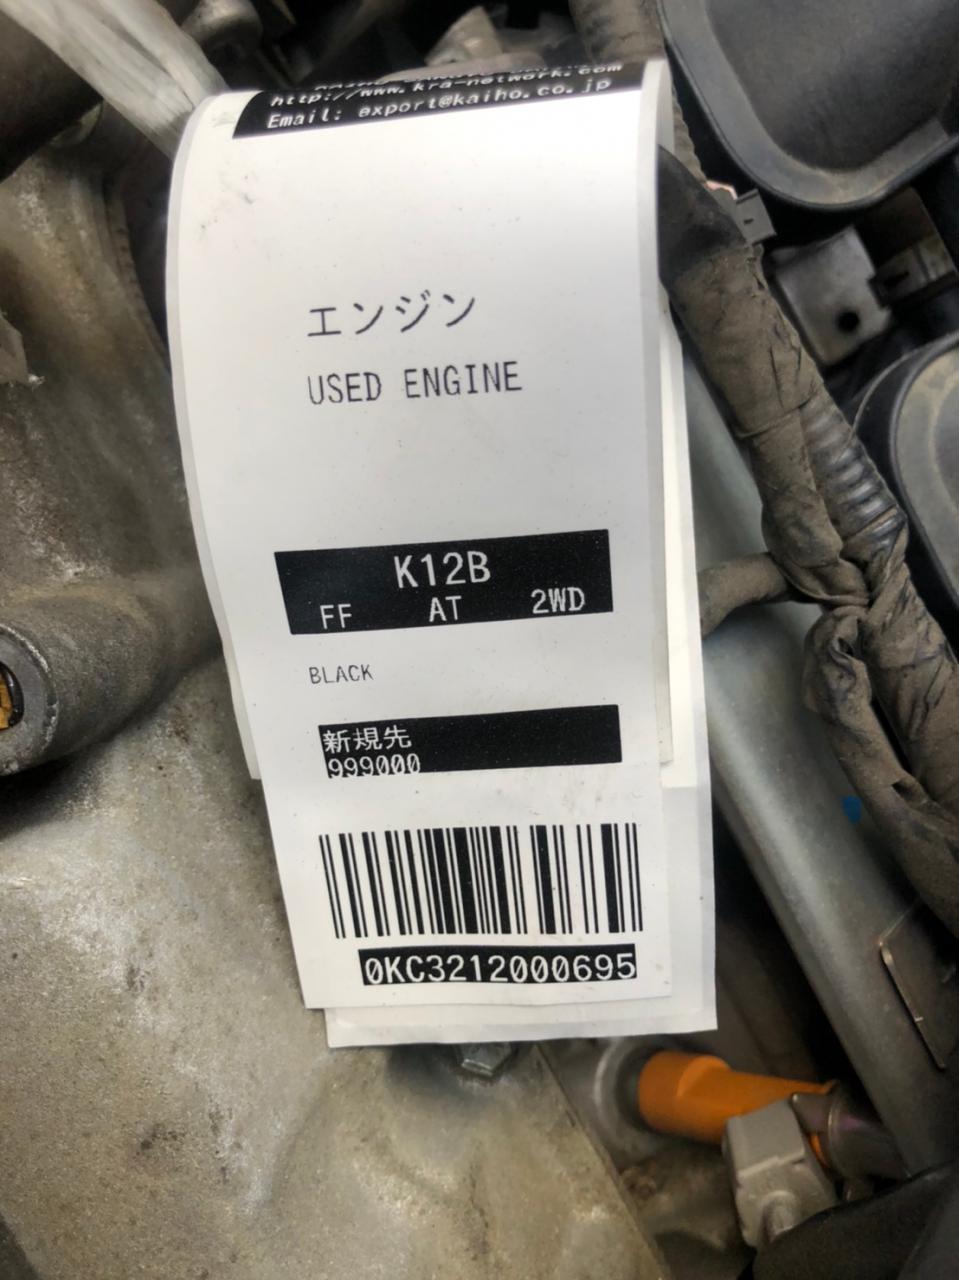 http://www.kra-network.com
Email: export@kaiho.co.jp
エンジン
USED ENGINE
K12B
FF AT 2WD
BLACK
新規先
999000
0KC3212000695